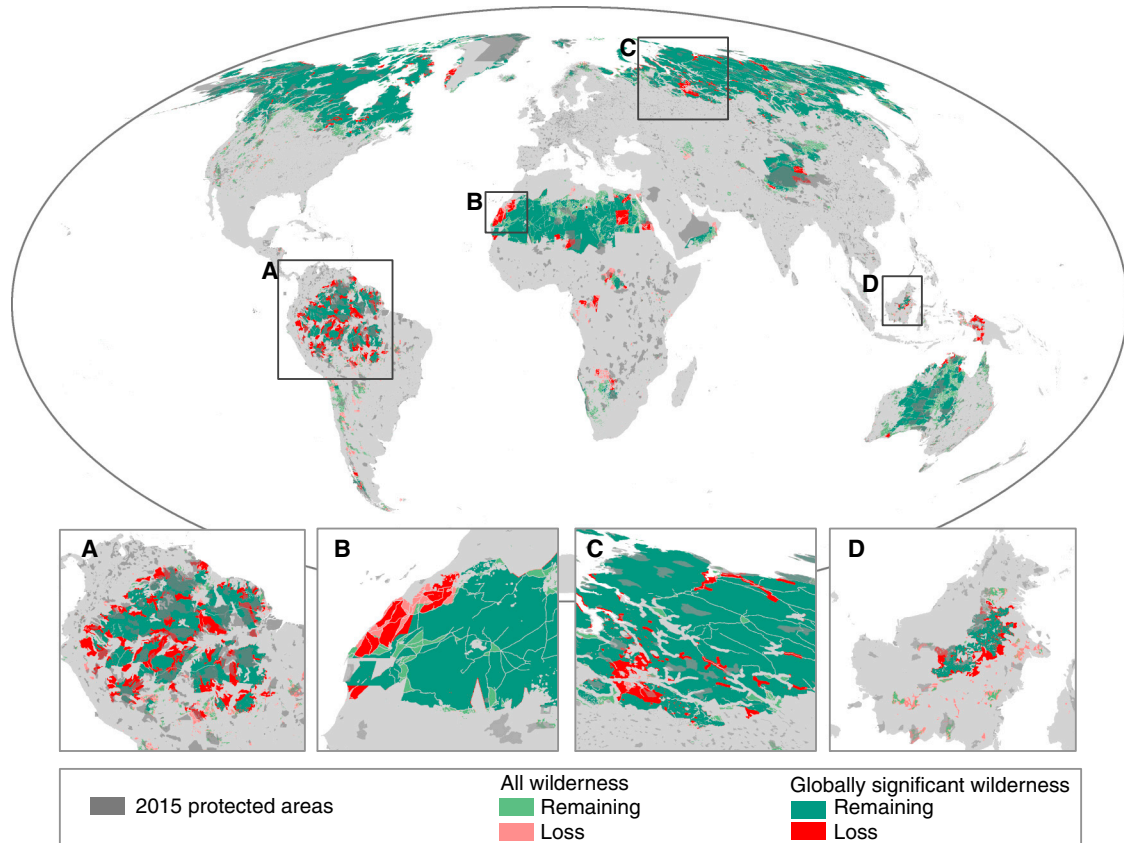 C
B
A
D
A
B
C
D
2015 protected areas
All wilderness
Remaining
Loss
Globally significant wilderness
Remaining
Loss